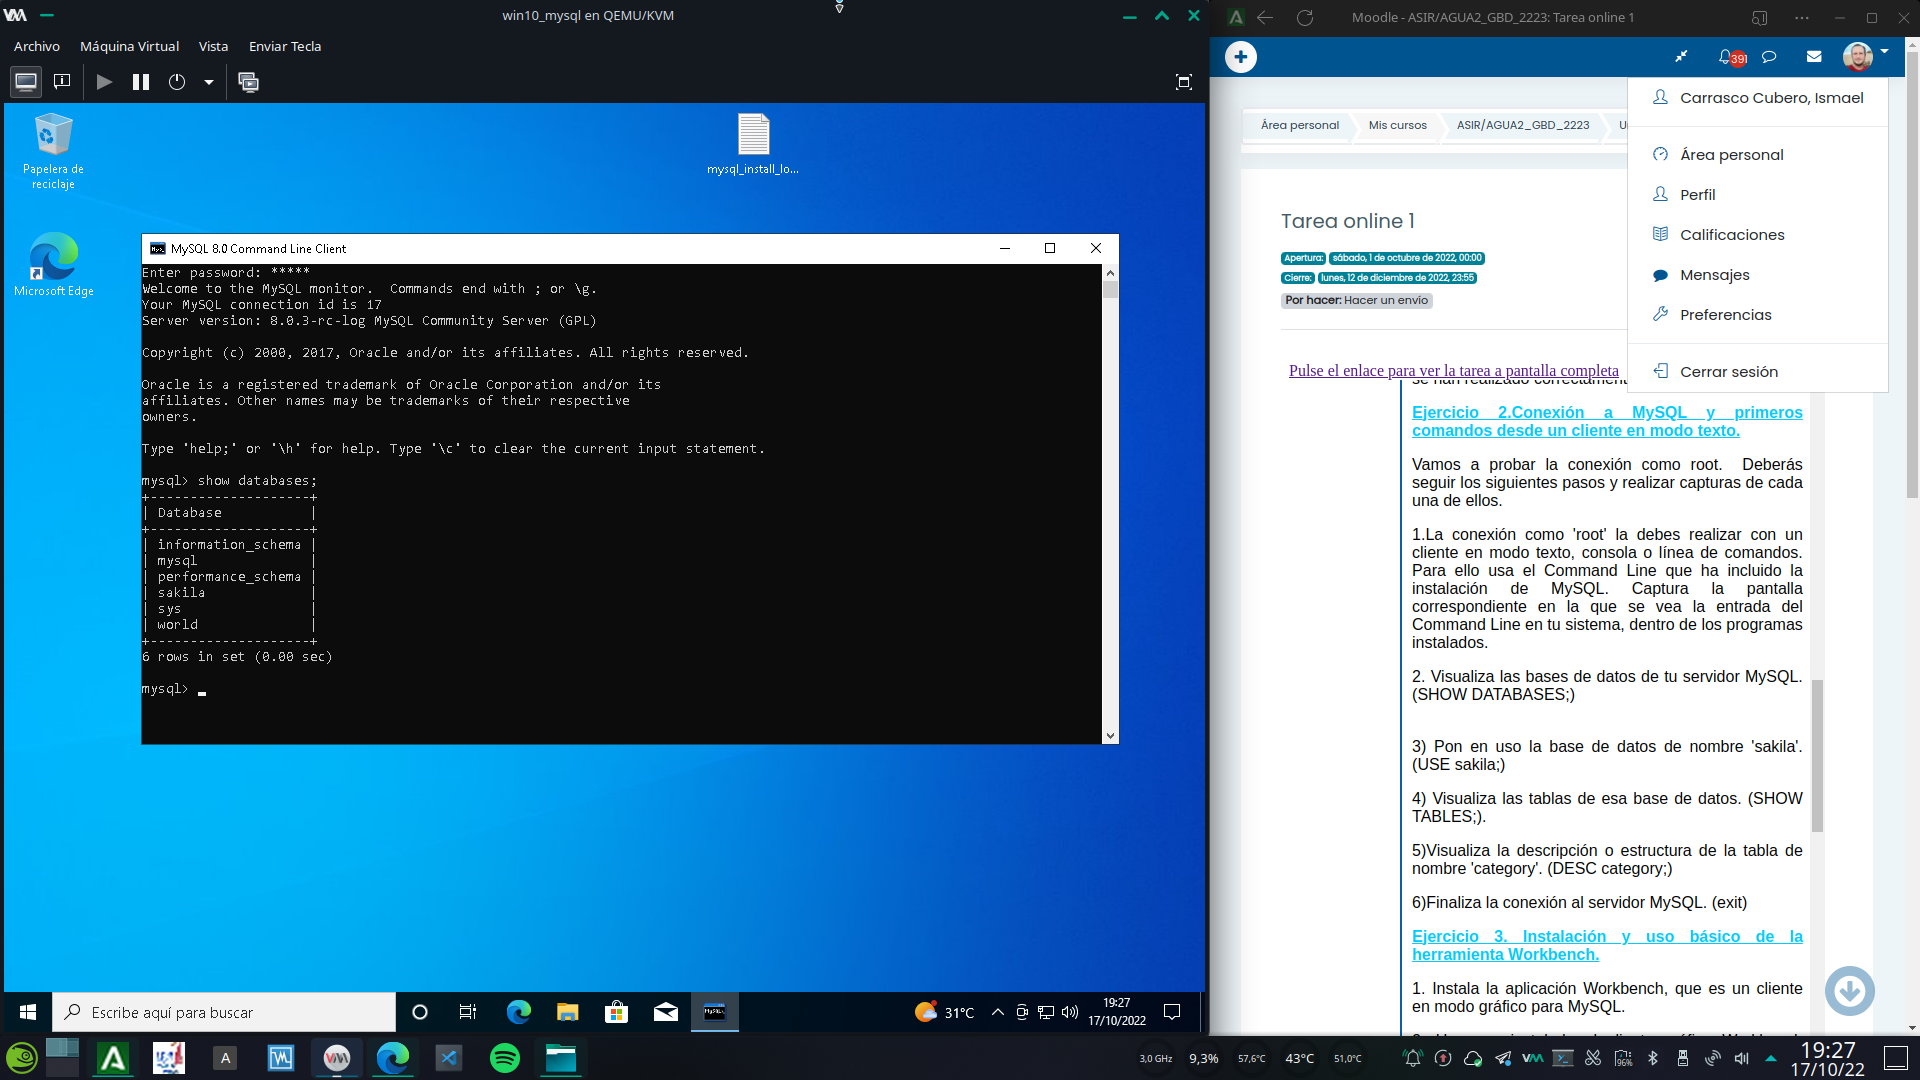 win10_mysql en QEMU/KVM
Archivo Máquina Virtual Vista Enviar Tecla
Papelera de
reciclaje
mysql_install_lo...
Microsoft Edge
MySQL 8.0 Command Line Client
Enter password: *****
Welcome to the MySQL monitor.  Commands end with ; or \g.
Your MySQL connection id is 17
Server version: 8.0.3-rc-log MySQL Community Server (GPL)
Copyright (c) 2000, 2017, Oracle and/or its affiliates. All rights reserved.
Oracle is a registered trademark of Oracle Corporation and/or its
affiliates. Other names may be trademarks of their respective
owners.
Type 'help;' or '\h' for help. Type '\c' to clear the current input statement.
mysql> show databases;
+--------------------+
| Database           |
+--------------------+
| information_schema |
| mysql              |
| performance_schema |
| sakila             |
| sys                |
| world              |
+--------------------+
6 rows in set (0.00 sec)
mysql> _
Escribe aquí para buscar
31°C
19:27
17/10/2022
Moodle - ASIR/AGUA2_GBD_2223: Tarea online 1
391
Área personal Mis cursos ASIR/AGUA2_GBD_2223 U
Carrasco Cubero, Ismael
Área personal
Perfil
Calificaciones
Mensajes
Preferencias
Cerrar sesión
Tarea online 1
Apertura: sábado, 1 de octubre de 2022, 00:00
Cierre: lunes, 12 de diciembre de 2022, 23:55
Por hacer: Hacer un envío
Pulse el enlace para ver la tarea a pantalla completa
se han realizado correctament
Ejercicio 2.Conexión a MySQL y primeros
comandos desde un cliente en modo texto.
Vamos a probar la conexión como root.  Deberás
seguir los siguientes pasos y realizar capturas de cada
una de ellos.
1.La conexión como 'root' la debes realizar con un
cliente en modo texto, consola o línea de comandos.
Para ello usa el Command Line que ha incluido la
instalación de MySQL. Captura la pantalla
correspondiente en la que se vea la entrada del
Command Line en tu sistema, dentro de los programas
instalados.
2. Visualiza las bases de datos de tu servidor MySQL.
(SHOW DATABASES;)
3) Pon en uso la base de datos de nombre 'sakila'.
(USE sakila;)
4) Visualiza las tablas de esa base de datos. (SHOW
TABLES;).
5)Visualiza la descripción o estructura de la tabla de
nombre 'category'. (DESC category;)
6)Finaliza la conexión al servidor MySQL. (exit)
Ejercicio 3. Instalación y uso básico de la
herramienta Workbench.
1. Instala la aplicación Workbench, que es un cliente
en modo gráfico para MySQL.
3,0 GHz 9,3% 57,6°C 43°C 51,0°C
96%
19:27
17/10/22